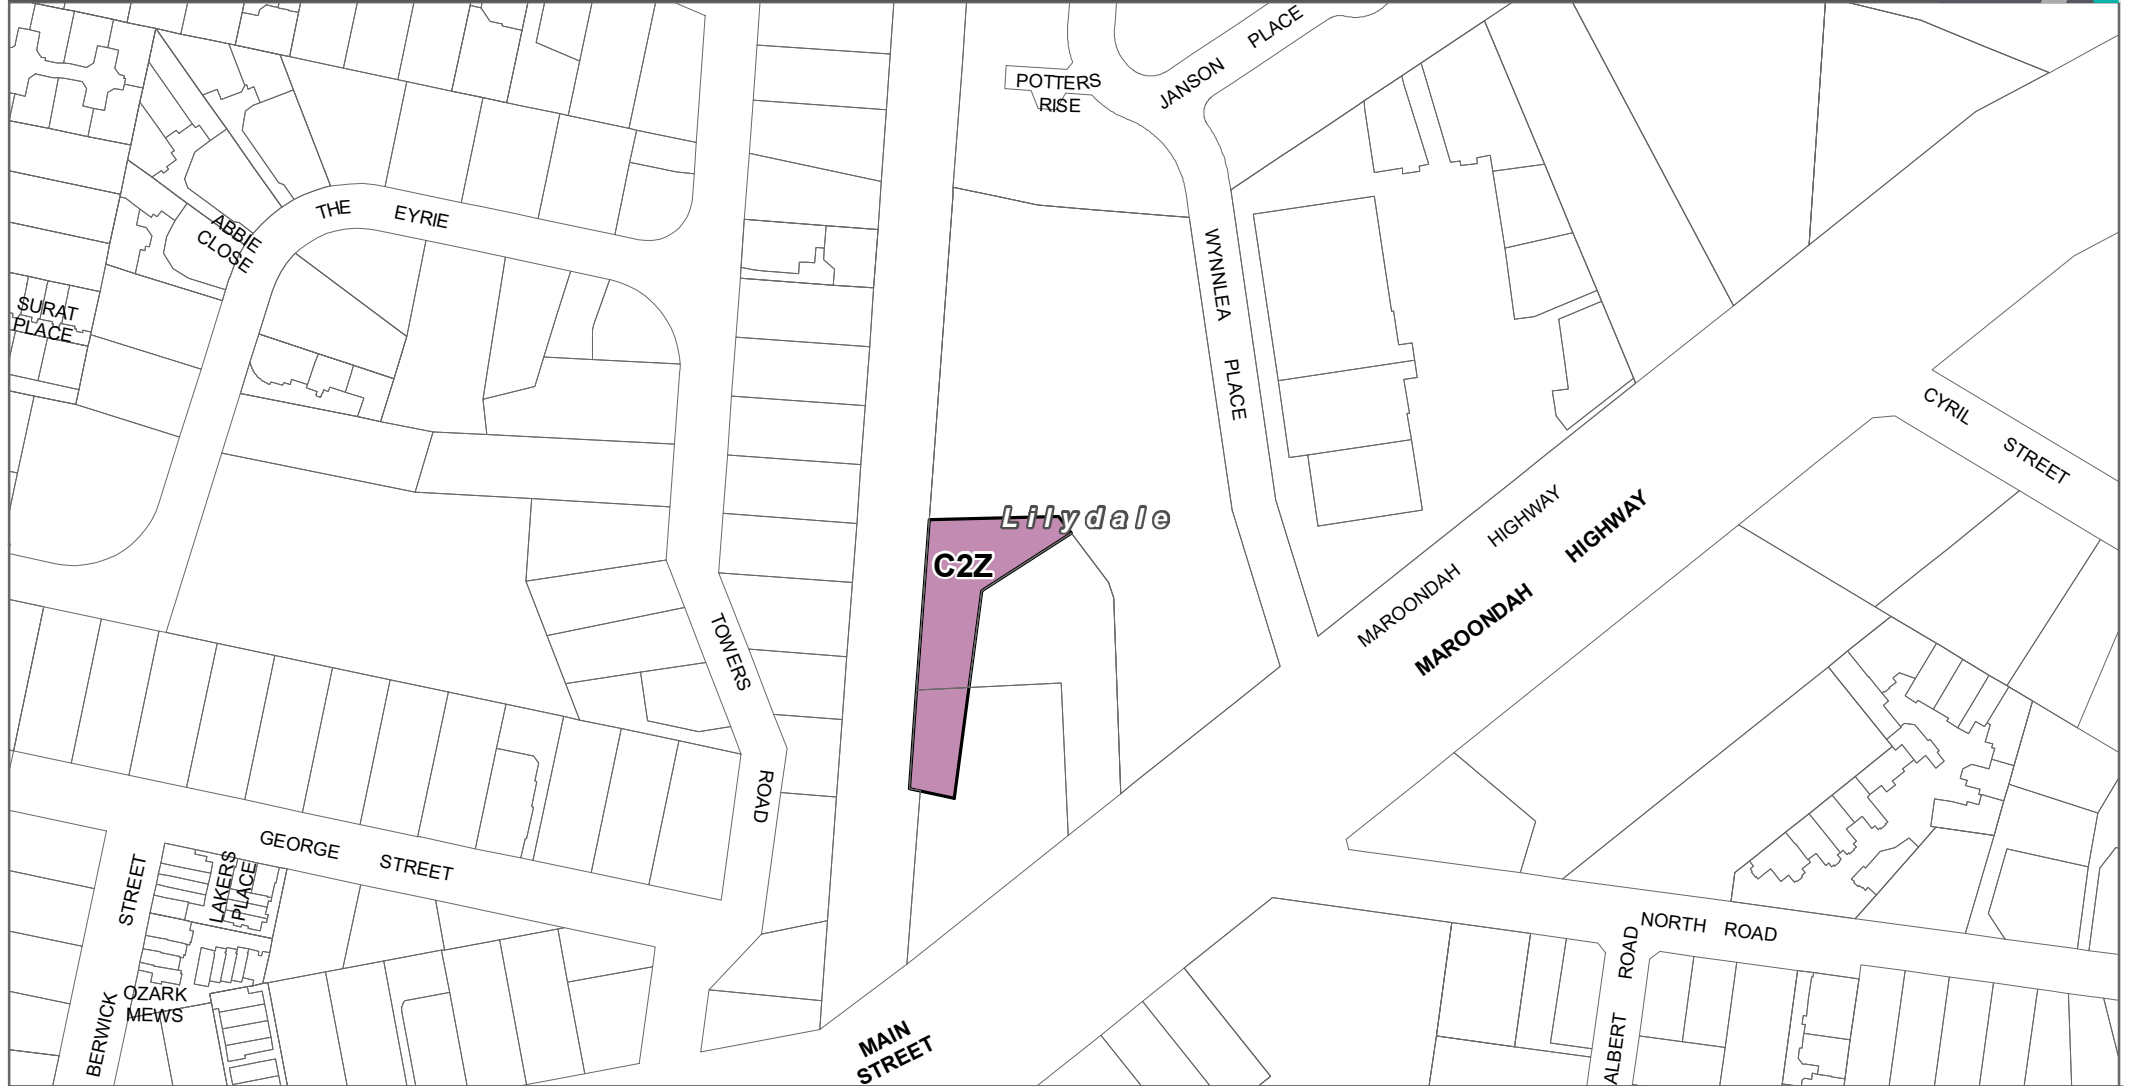 POTTERS
RISE
JANSON PLACE
THE EYRIE
ABBIE
CLOSE
SURAT
PLACE
WYNNLEA PLACE
CYRIL STREET
Lilydale
C2Z
MAROONDAH HIGHWAY
MAROONDAH HIGHWAY
TOWERS ROAD
GEORGE STREET
LAKERS
PLACE
BERWICK STREET
OZARK
MEWS
NORTH ROAD
ALBERT ROAD
MAIN
STREET